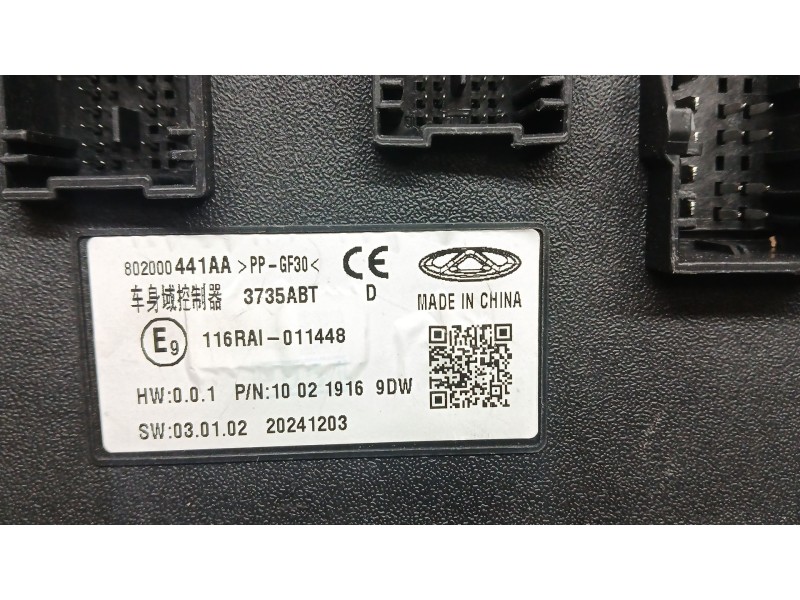 802000441AA >PP-GF30< CE
车身域控制器 3735ABT D
MADE IN CHINA
E9 116RAI-011448
HW:0.0.1 P/N:10 02 1916 9DW
SW:03.01.02 20241203